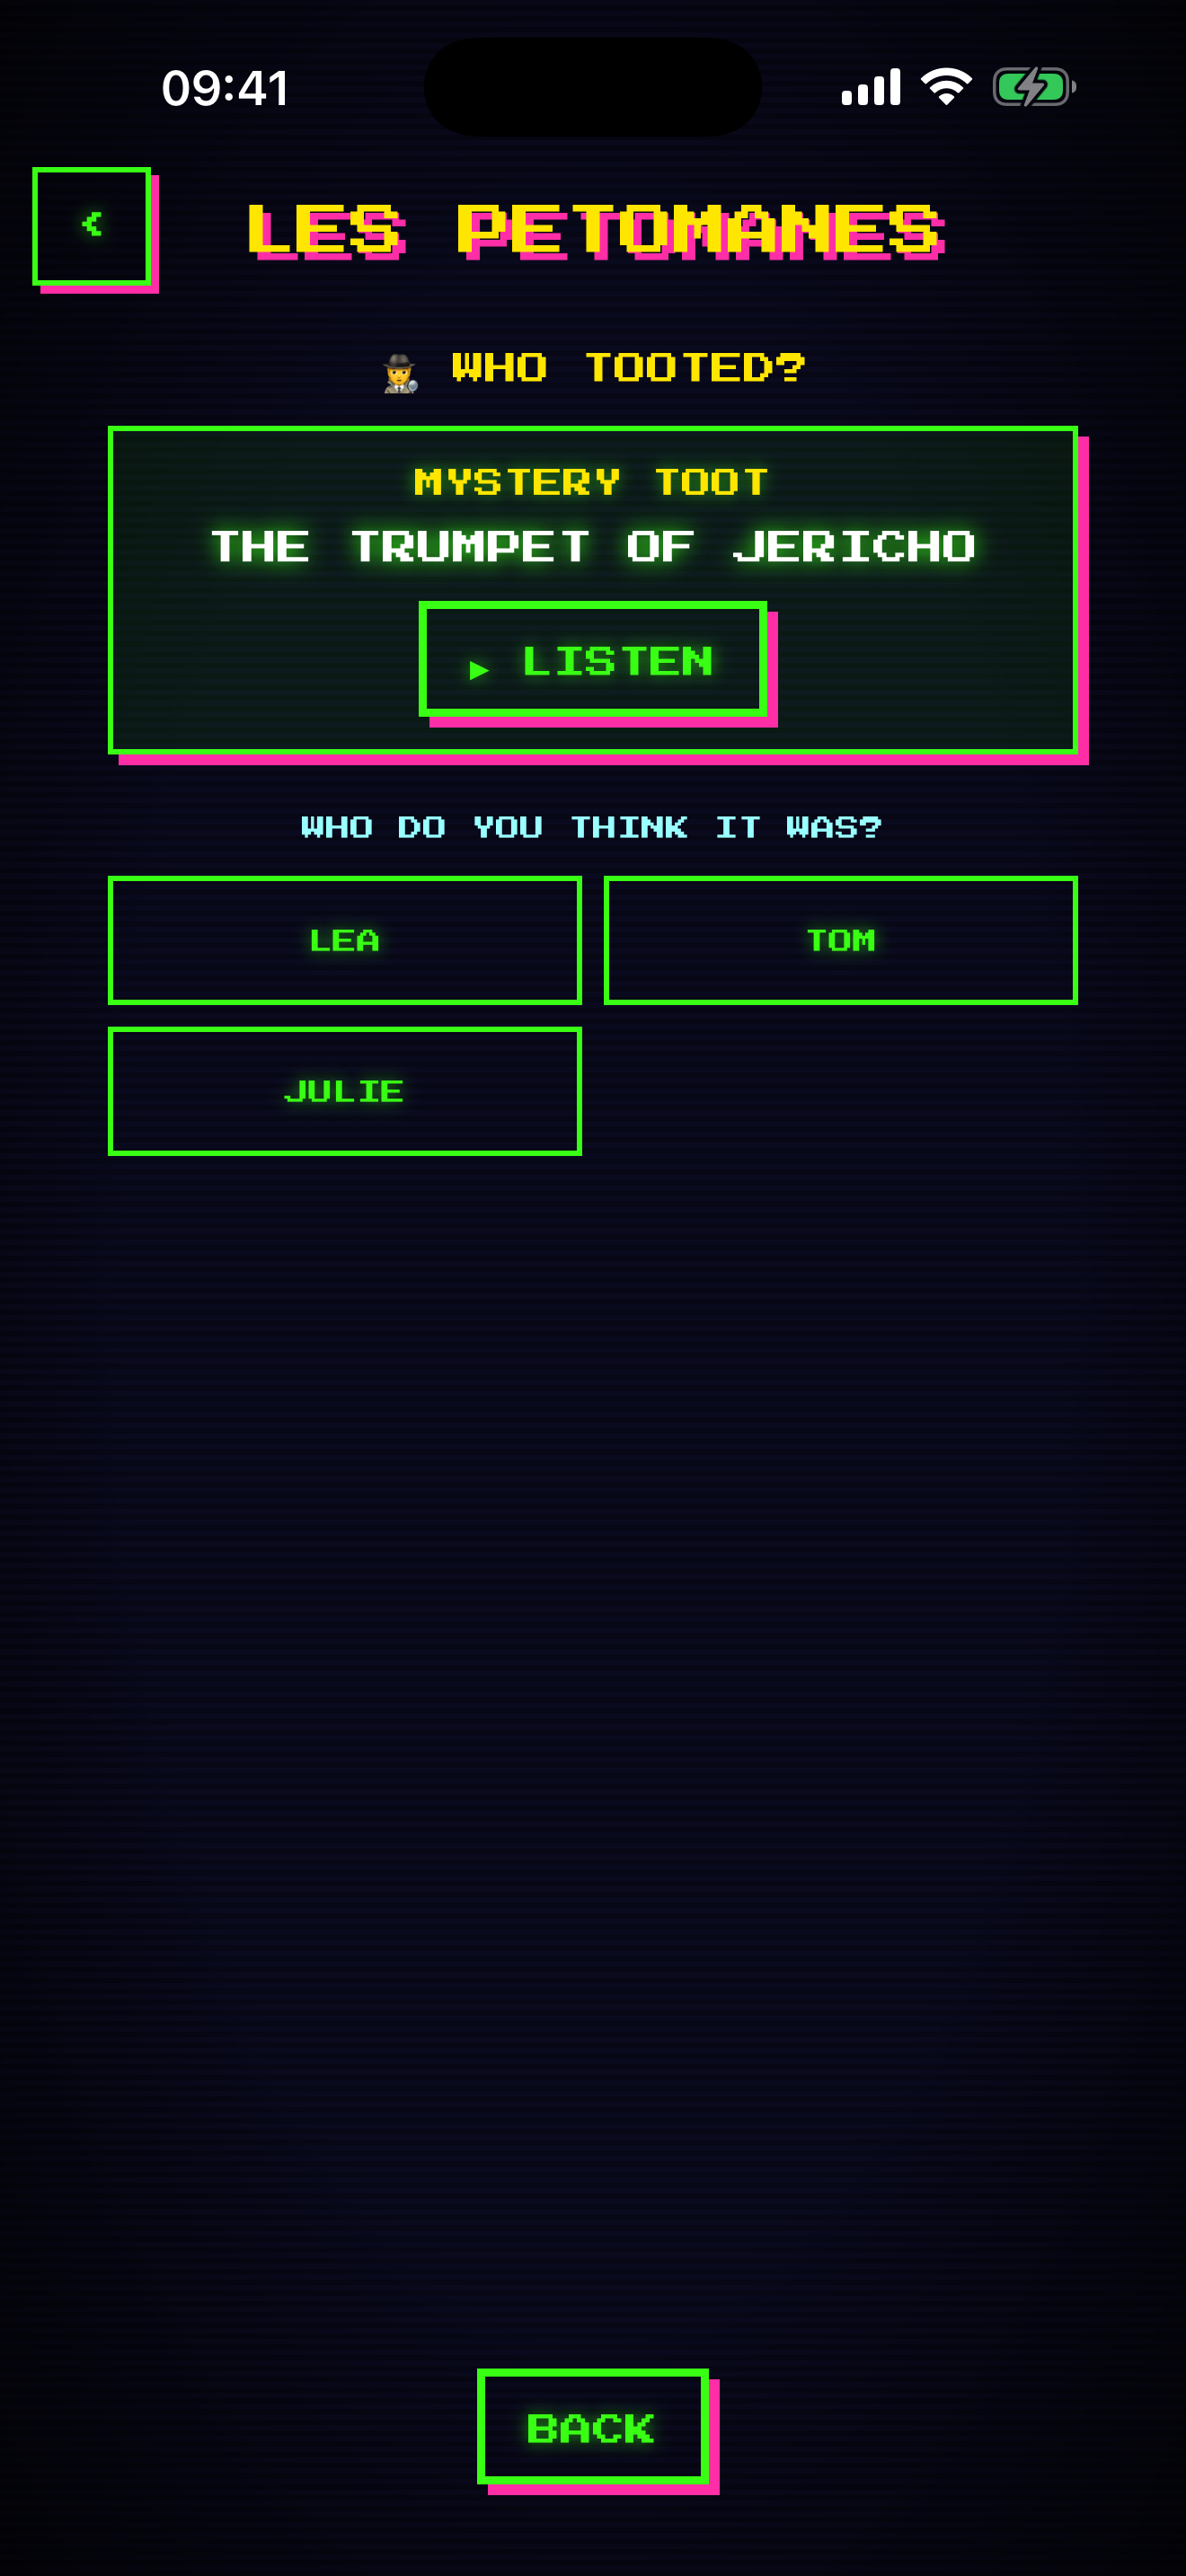 09:41
LES PETOMANES
WHO TOOTED?
MYSTERY TOOT
THE TRUMPET OF JERICHO
LISTEN
WHO DO YOU THINK IT WAS?
LEA
TOM
JULIE
BACK